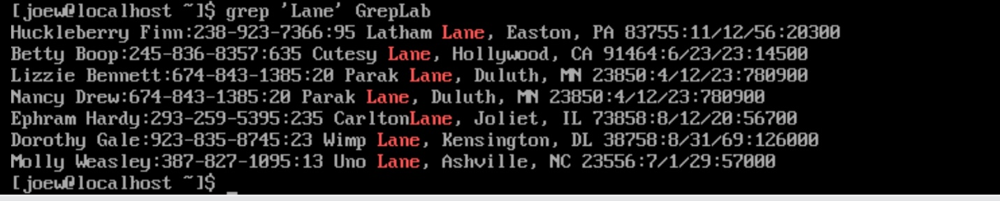 [joew@localhost ~]$ grep 'Lane' GrepLab
Huckleberry Finn:238-923-7366:95 Latham Lane, Easton, PA 83755:11/12/56:20300
Betty Boop:245-836-8357:635 Cutesy Lane, Hollywood, CA 91464:6/23/23:14500
Lizzie Bennett:674-843-1385:20 Parak Lane, Duluth, MN 23850:4/12/23:780900
Nancy Drew:674-843-1385:20 Parak Lane, Duluth, MN 23850:4/12/23:780900
Ephram Hardy:293-259-5395:235 CarltonLane, Joliet, IL 73858:8/12/20:56700
Dorothy Gale:923-835-8745:23 Wimp Lane, Kensington, DL 38758:8/31/69:126000
Molly Weasley:387-827-1095:13 Uno Lane, Ashville, NC 23556:7/1/29:57000
[joew@localhost ~]$